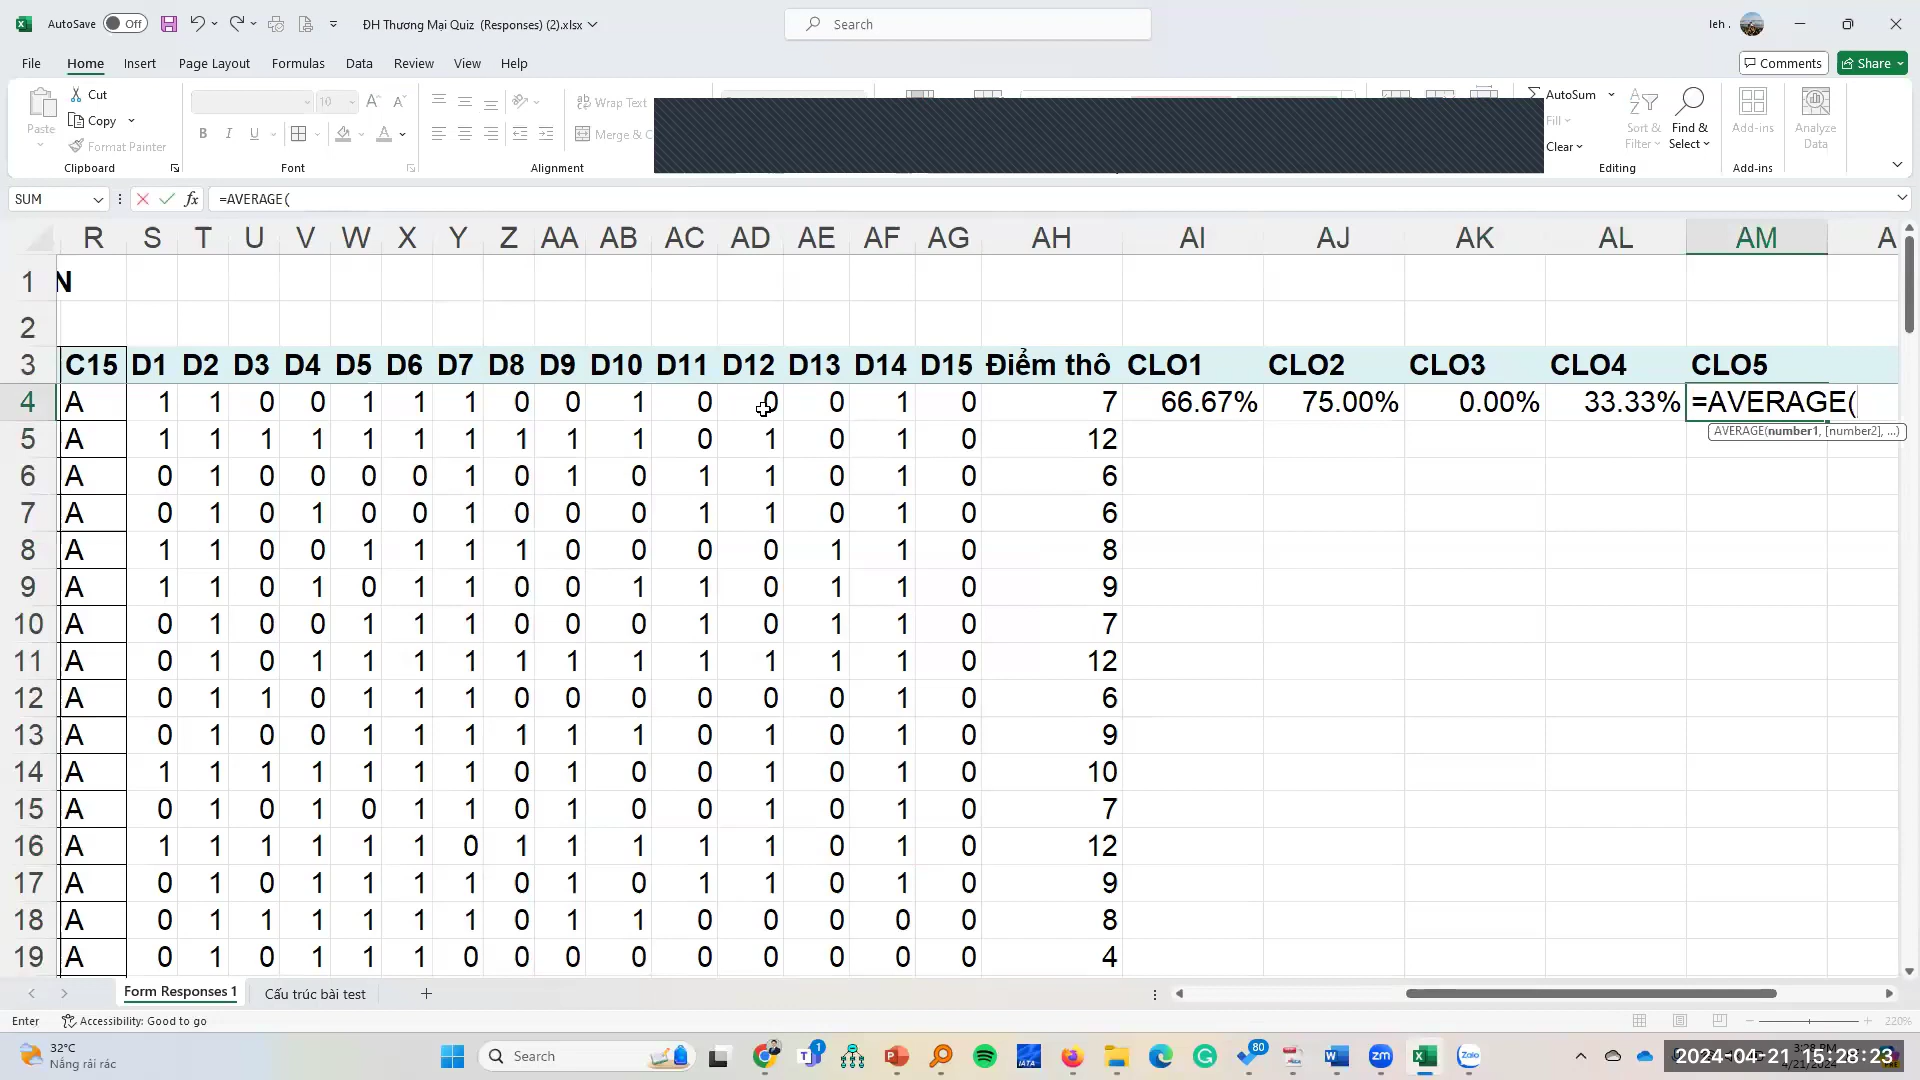 AutoSave Off ĐH Thương Mại Quiz (Responses) (2).xlsx Search leh .
File Home Insert Page Layout Formulas Data Review View Help Comments Share
Cut 10 Wrap Text AutoSum
Paste Copy Fill Sort & Find & Add-ins Analyze
Format Painter B I U A Merge & C Clear Filter Select Data
Clipboard Font Alignment Editing Add-ins
SUM fx =AVERAGE(
R S T U V W X Y Z AA AB AC AD AE AF AG AH AI AJ AK AL AM A
1 N
2
3 C15 D1 D2 D3 D4 D5 D6 D7 D8 D9 D10 D11 D12 D13 D14 D15 Điểm thô CLO1 CLO2 CLO3 CLO4 CLO5
4 A 1 1 0 0 1 1 1 0 0 1 0 0 0 1 0 7 66.67% 75.00% 0.00% 33.33% =AVERAGE(
AVERAGE(number1, [number2], ...)
5 A 1 1 1 1 1 1 1 1 1 1 0 1 0 1 0 12
6 A 0 1 0 0 0 0 1 0 1 0 1 1 0 1 0 6
7 A 0 1 0 1 0 0 1 0 0 0 1 1 0 1 0 6
8 A 1 1 0 0 1 1 1 1 0 0 0 0 1 1 0 8
9 A 1 1 0 1 0 1 1 0 0 1 1 0 1 1 0 9
10 A 0 1 0 0 1 1 1 0 0 0 1 0 1 1 0 7
11 A 0 1 0 1 1 1 1 1 1 1 1 1 1 1 0 12
12 A 0 1 1 0 1 1 1 0 0 0 0 0 0 1 0 6
13 A 0 1 0 0 1 1 1 1 1 1 0 1 0 1 0 9
14 A 1 1 1 1 1 1 1 0 1 0 0 1 0 1 0 10
15 A 0 1 0 1 0 1 1 0 1 0 0 1 0 1 0 7
16 A 1 1 1 1 1 1 0 1 1 1 1 1 0 1 0 12
17 A 0 1 0 1 1 1 1 0 1 0 1 1 0 1 0 9
18 A 0 1 1 1 1 1 1 0 1 1 0 0 0 0 0 8
19 A 0 1 0 1 1 1 0 0 0 0 0 0 0 0 0 4
Form Responses 1 Cấu trúc bài test
Enter Accessibility: Good to go 220%
32°C
Nắng rải rác
Search 1 80 zm Zalo 2024-04-21 15:28:23